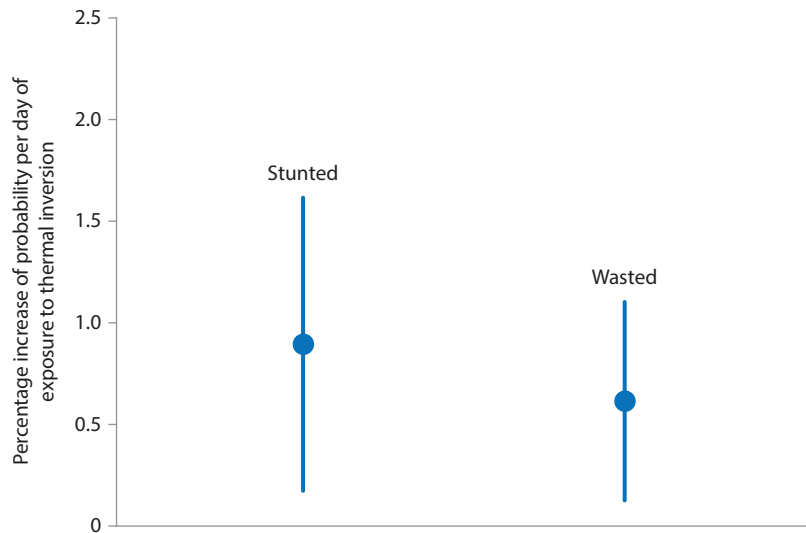 Percentage increase of probability per day of
exposure to thermal inversion
2.5
2.0
1.5
1.0
0.5
0
Stunted
Wasted